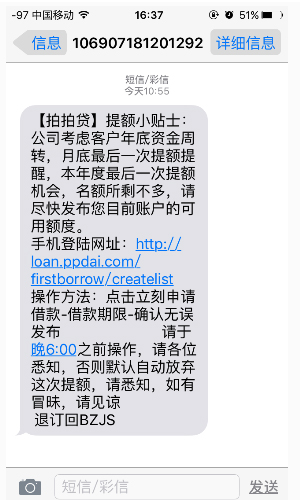 -97 中国移动 16:37 51%
信息 106907181201292 详细信息
短信/彩信
今天10:55
【拍拍贷】提额小贴士:
公司考虑客户年底资金周
转，月底最后一次提额提
醒，本年度最后一次提额
机会，名额所剩不多，请
尽快发布您目前账户的可
用额度。
手机登陆网址：http://
loan.ppdai.com/
firstborrow/createlist
操作方法：点击立刻申请
借款-借款期限-确认无误
发布 请于
晚6:00之前操作，请各位
悉知，否则默认自动放弃
这次提额，请悉知，如有
冒昧，请见谅
退订回BZJS
短信/彩信 发送